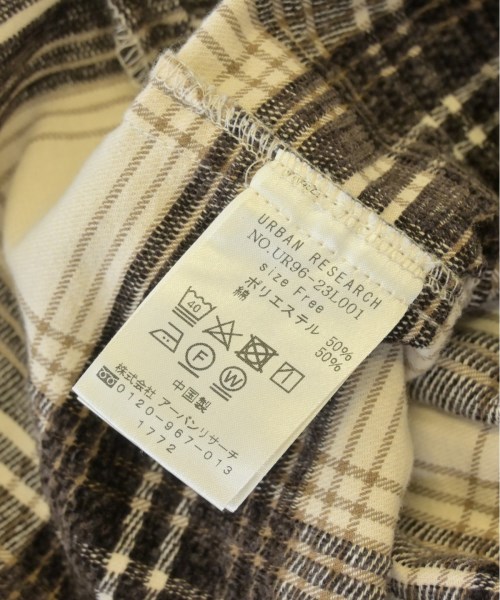 URBAN RESEARCH
NO.UR96-23L001
size Free
ポリエステル 50%
綿 50%
40
F W
中国製
株式会社 アーバンリサーチ
0120-967-013
1772